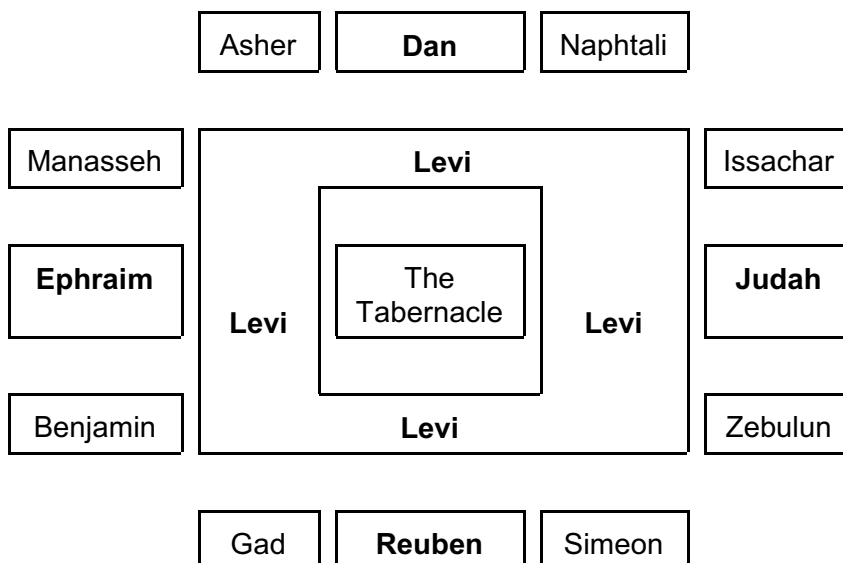 Asher Dan Naphtali
Manasseh Levi Issachar
Ephraim The Judah
Tabernacle
Levi Levi
Benjamin Levi Zebulun
Gad Reuben Simeon